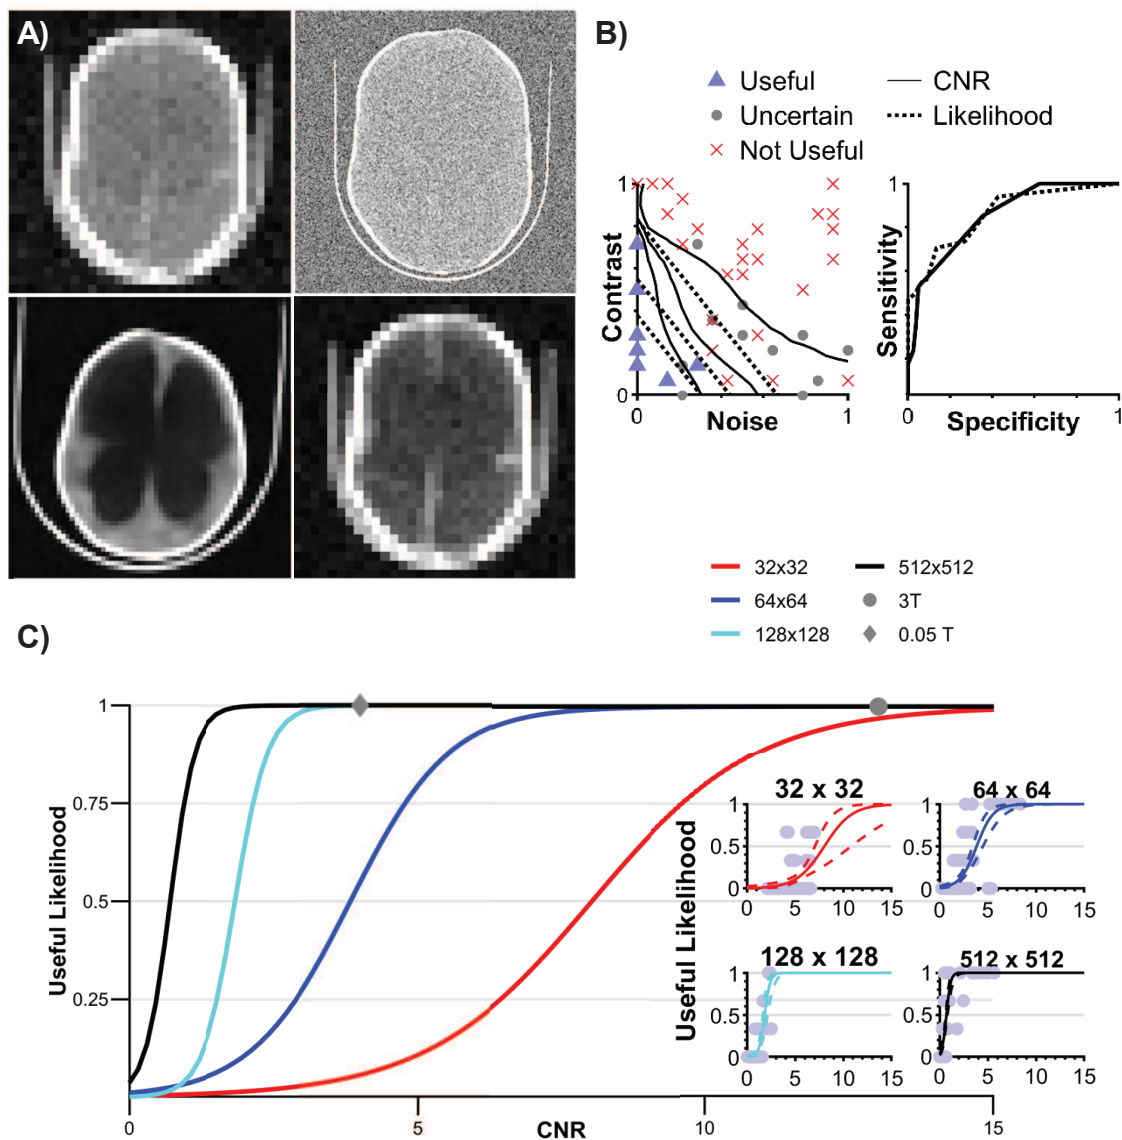 A)
B)
Useful
CNR
Uncertain
Likelihood
Not Useful
1
Contrast
0
0
Noise
1
1
Sensitivity
0
Specificity
1
32x32
512x512
64x64
3T
128x128
0.05 T
C)
1
0.75
0.5
0.25
Useful Likelihood
0
5
10
15
CNR
Useful Likelihood
32 x 32
1
0.5
0
0
5
10
15
64 x 64
1
0.5
0
0
5
15
128 x 128
1
0.5
0
0
5
10
15
512 x 512
1
0.5
0
0
5
10
15